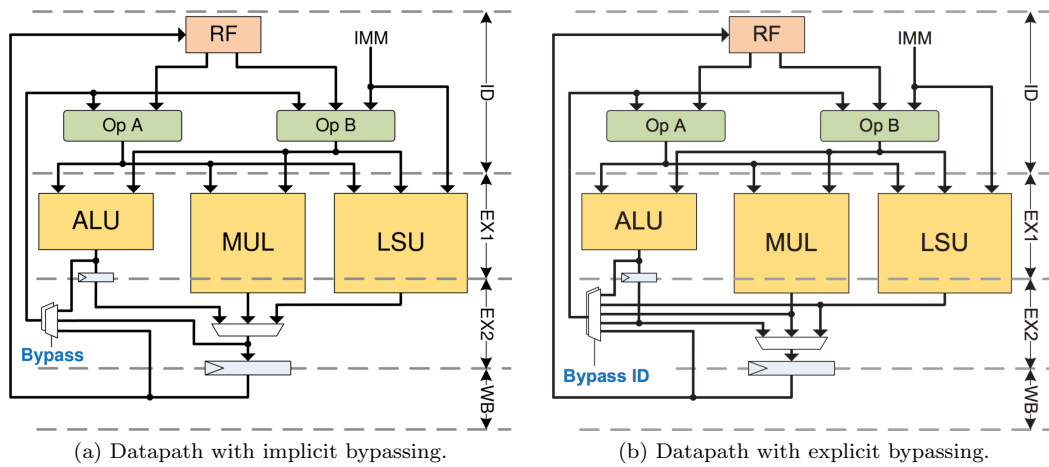 RF
IMM
ID
Op A
Op B
ALU
MUL
LSU
EX1
EX2
Bypass
WB
(a) Datapath with implicit bypassing.
RF
IMM
ID
Op A
Op B
ALU
MUL
LSU
EX1
EX2
Bypass ID
WB
(b) Datapath with explicit bypassing.